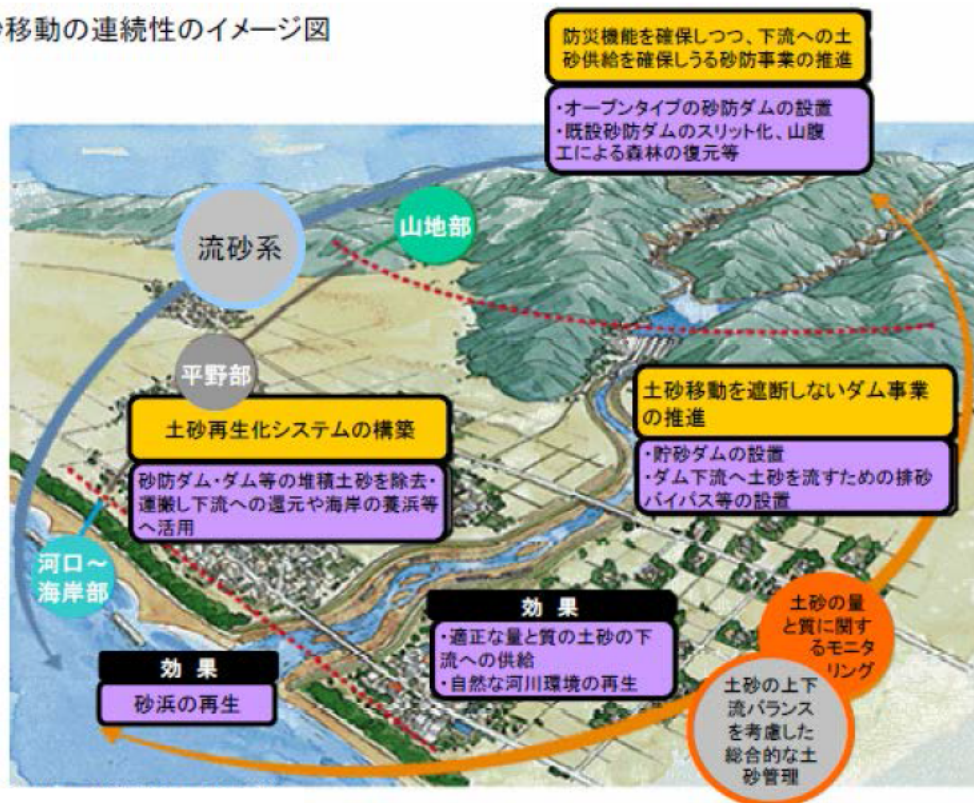 移動の連続性のイメージ図
防災機能を確保しつつ、下流への土
砂供給を確保しうる砂防事業の推進
・オープンタイプの砂防ダムの設置
・既設砂防ダムのスリット化、山腹
工による森林の復元等
流砂系
山地部
平野部
土砂再生化システムの構築
砂防ダム・ダム等の堆積土砂を除去・
運搬し下流への還元や海岸の養浜等
へ活用
土砂移動を遮断しないダム事業
の推進
・貯砂ダムの設置
・ダム下流へ土砂を流すための排砂
バイパス等の設置
河口～
海岸部
効果
・適正な量と質の土砂の下
流への供給
・自然な河川環境の再生
効果
砂浜の再生
土砂の量
と質に関す
るモニタ
リング
土砂の上下
流バランス
を考慮した
総合的な土
砂管理